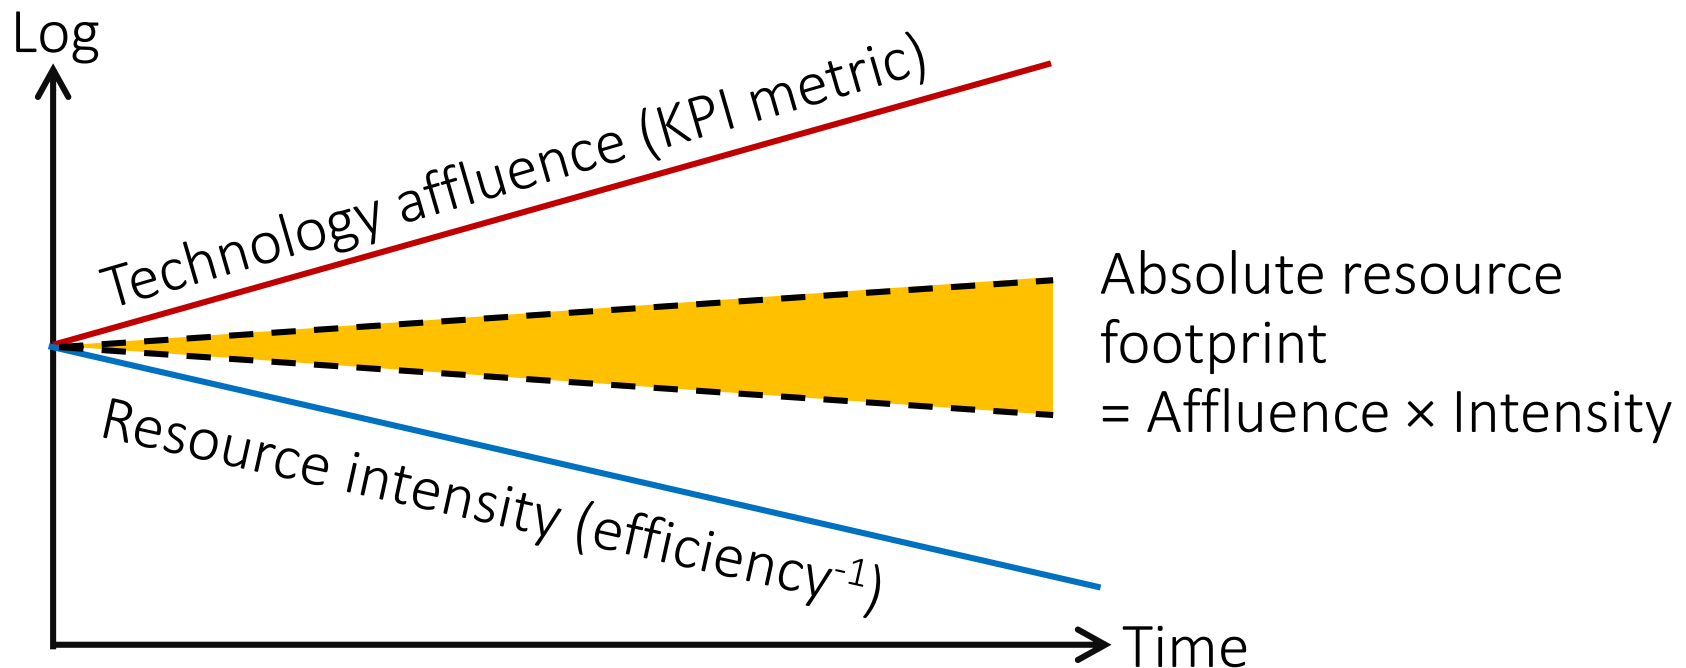 Log
Technology affluence (KPI metric)
Absolute resource
footprint
= Affluence × Intensity
Resource intensity (efficiency⁻¹)
Time